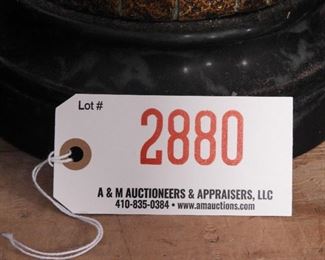 Lot #
2880
A & M AUCTIONEERS & APPRAISERS, LLC
410-835-0384 • www.amauctions.com